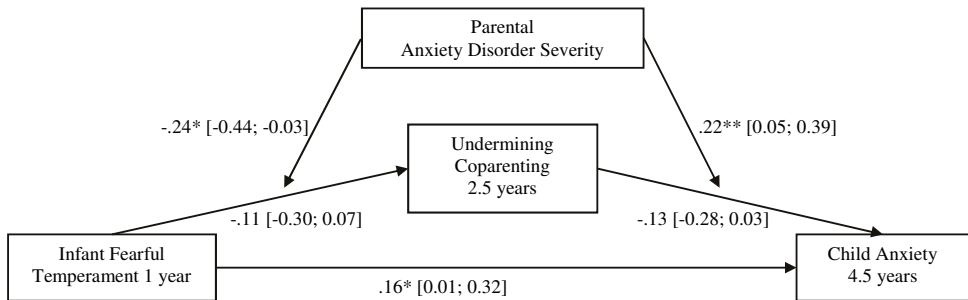 Parental
Anxiety Disorder Severity
-.24* [-0.44; -0.03]
.22** [0.05; 0.39]
Undermining
Coparenting
2.5 years
-.11 [-0.30; 0.07]
-.13 [-0.28; 0.03]
Infant Fearful
Temperament 1 year
Child Anxiety
4.5 years
.16* [0.01; 0.32]